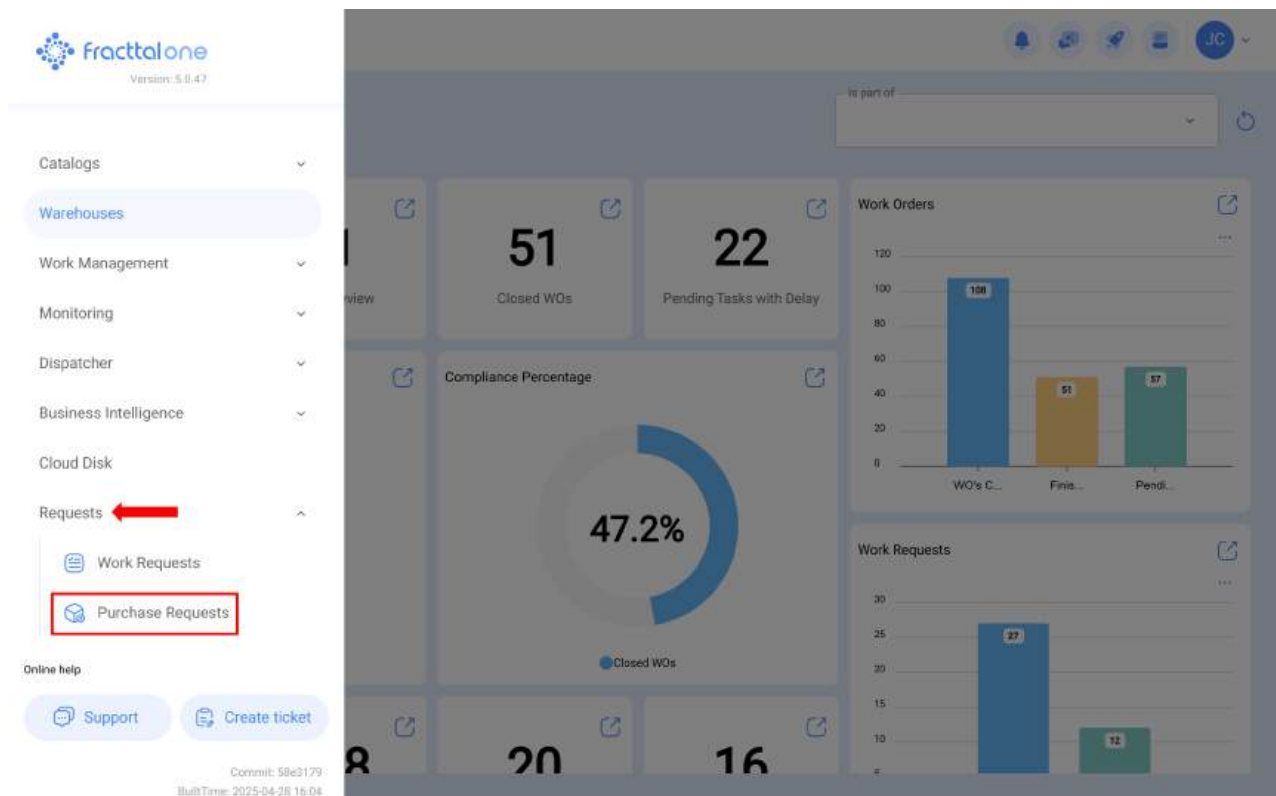 fracttalone
Version: 5.0.47
JC
Is part of
Catalogs
Warehouses
Work Management
Monitoring
Dispatcher
Business Intelligence
Cloud Disk
Requests
Work Requests
Purchase Requests
Online help
Support
Create ticket
Commit: 58e3179
BuiltTime: 2025-04-28 16:04
51
Closed WOs
22
Pending Tasks with Delay
Compliance Percentage
47.2%
Closed WOs
8
20
16
Work Orders
...
120
100
80
60
40
20
0
108
51
57
WO's C...
Finis...
Pendi...
Work Requests
...
30
25
20
15
10
27
12